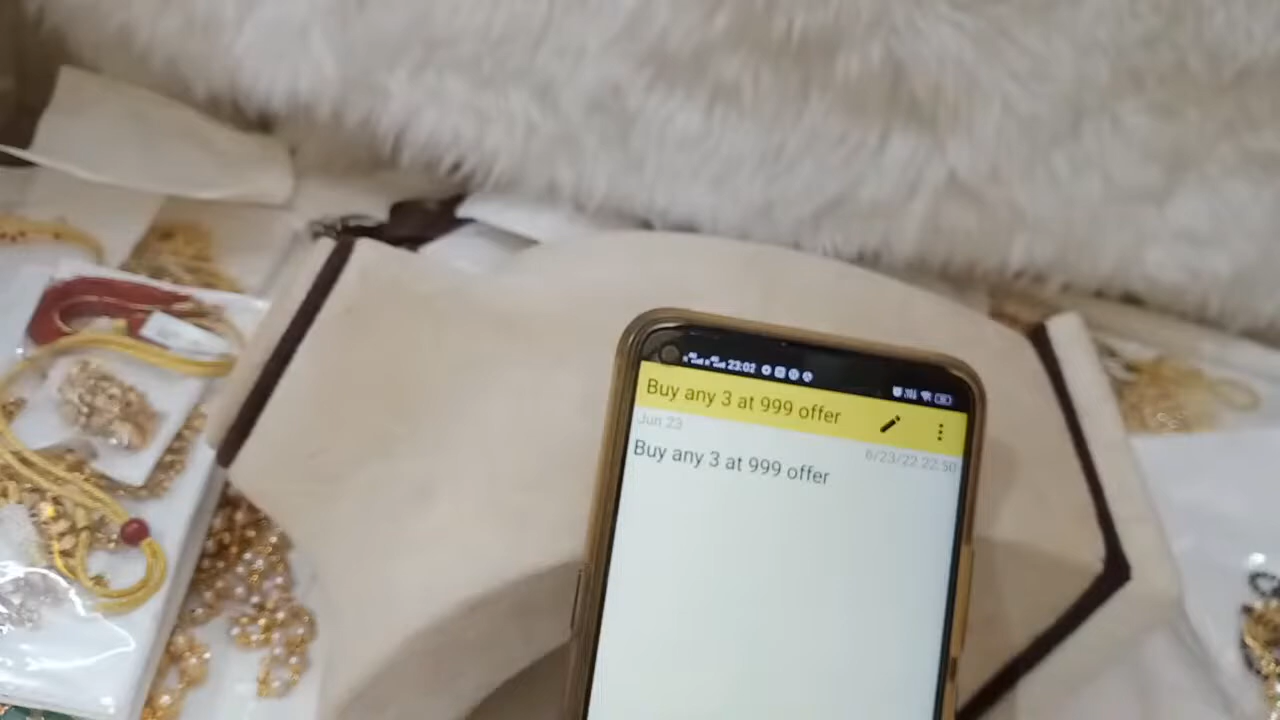 23:02
Buy any 3 at 999 offer
Jun 23
6/23/22 22:50
Buy any 3 at 999 offer